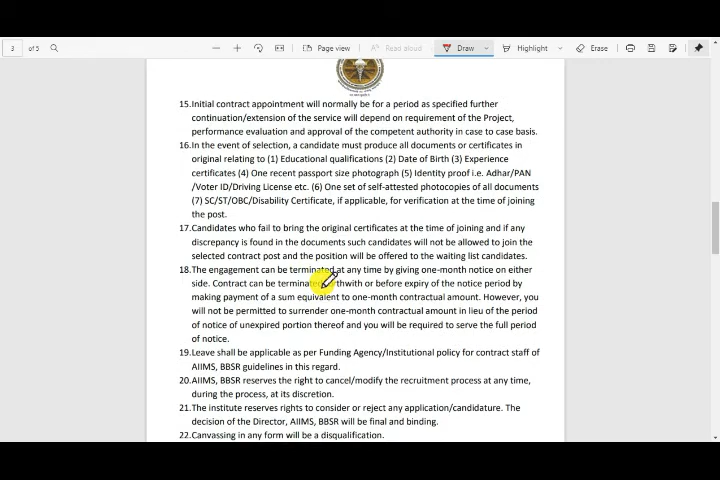 3 of 5
Page view
Read aloud
Draw
Highlight
Erase
15.Initial contract appointment will normally be for a period as specified further
continuation/extension of the service will depend on requirement of the Project,
performance evaluation and approval of the competent authority in case to case basis.
16.In the event of selection, a candidate must produce all documents or certificates in
original relating to (1) Educational qualifications (2) Date of Birth (3) Experience
certificates (4) One recent passport size photograph (5) Identity proof i.e. Adhar/PAN
/Voter ID/Driving License etc. (6) One set of self-attested photocopies of all documents
(7) SC/ST/OBC/Disability Certificate, if applicable, for verification at the time of joining
the post.
17.Candidates who fail to bring the original certificates at the time of joining and if any
discrepancy is found in the documents such candidates will not be allowed to join the
selected contract post and the position will be offered to the waiting list candidates.
18.The engagement can be terminated at any time by giving one-month notice on either
side. Contract can be terminated or before expiry of the notice period by
making payment of a sum equivalent to one-month contractual amount. However, you
will not be permitted to surrender one-month contractual amount in lieu of the period
of notice of unexpired portion thereof and you will be required to serve the full period
of notice.
19.Leave shall be applicable as per Funding Agency/Institutional policy for contract staff of
AIIMS, BBSR guidelines in this regard.
20.AIIMS, BBSR reserves the right to cancel/modify the recruitment process at any time,
during the process, at its discretion.
21.The institute reserves rights to consider or reject any application/candidature. The
decision of the Director, AIIMS, BBSR will be final and binding.
22.Canvassing in any form will be a disqualification.